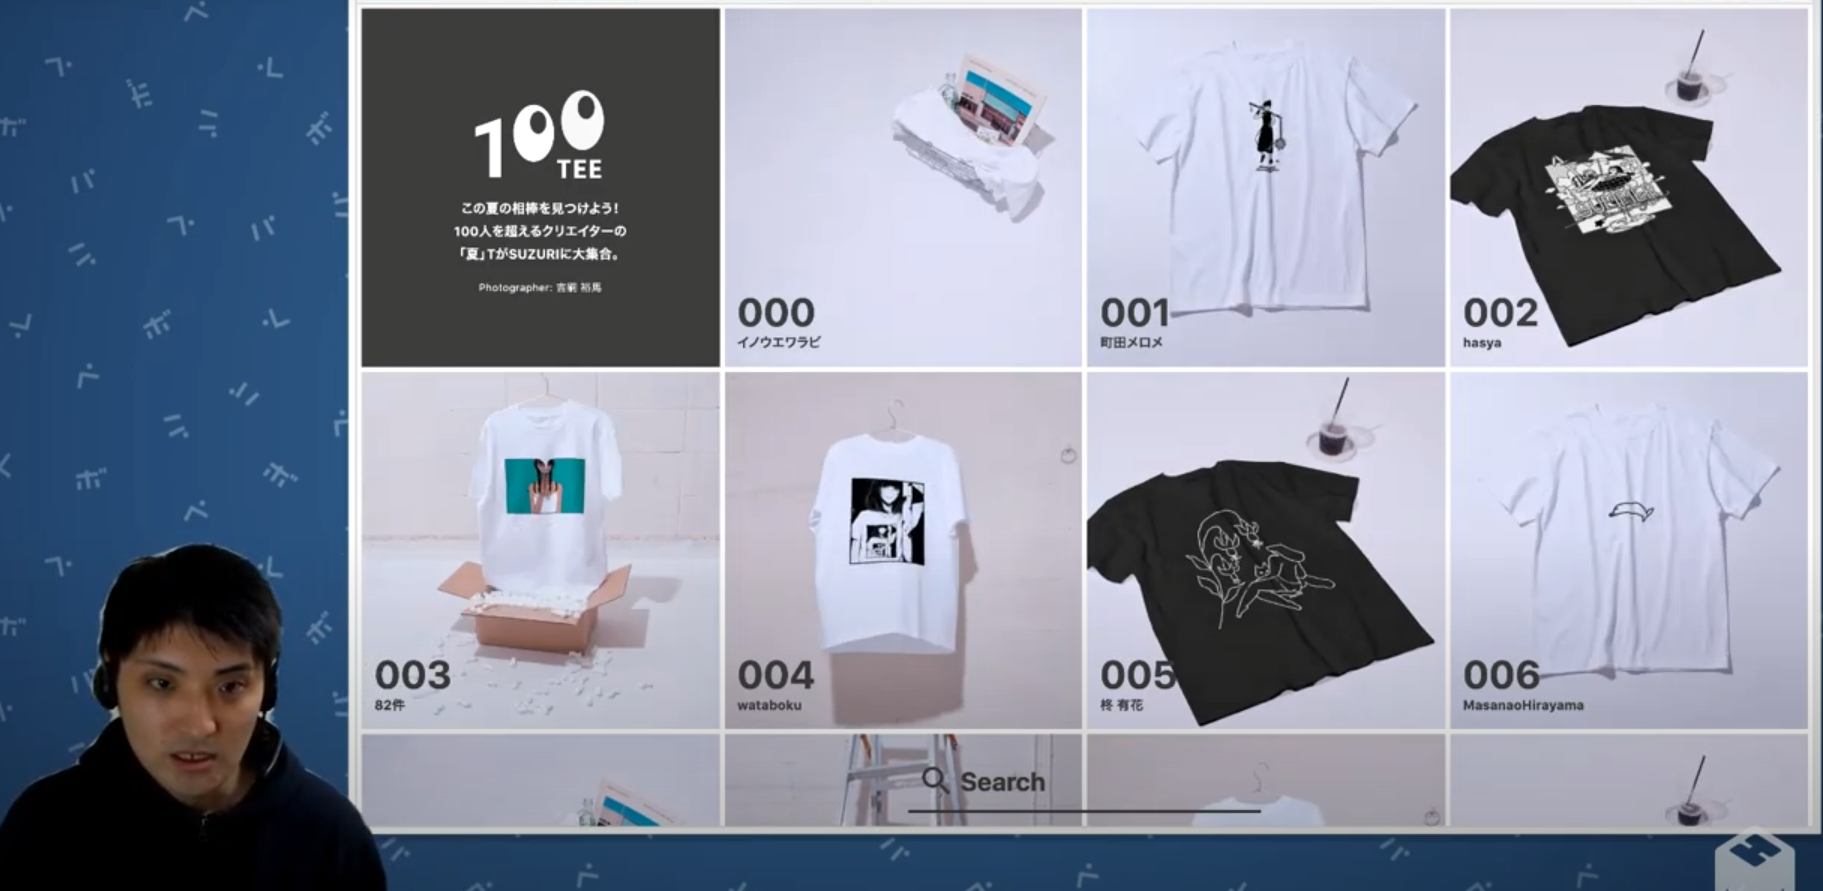 100
TEE
この夏の相棒を見つけよう!
100人を超えるクリエイターの
「夏」TがSUZURIに大集合。
Photographer: 吉嗣 裕馬
000
イノウエワラビ
001
町田メロメ
002
hasya
003
82件
004
wataboku
005
柊 有花
006
MasanaoHirayama
Search